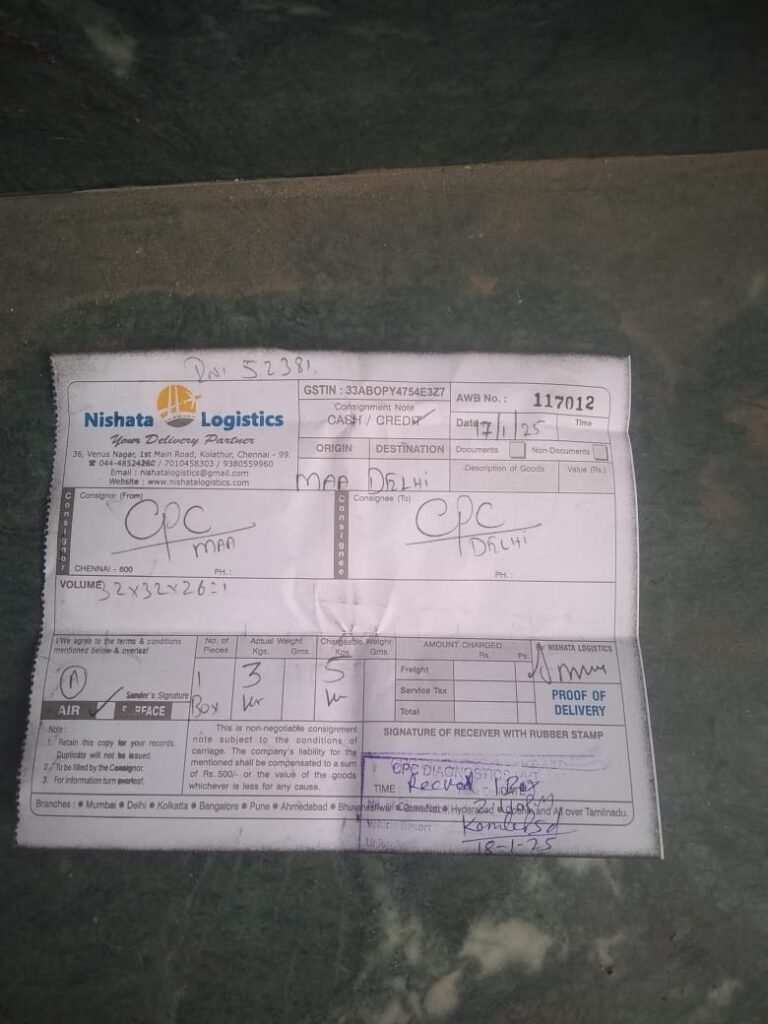 52381.
Nishata Logistics
Your Delivery Partner
36, Venus Nagar, 1st Main Road, Kolathur, Chennai - 99.
☎ 044-48524260 / 7010458303 / 9380559960
Email : nishatalogistics@gmail.com
Website : www.nishatalogistics.com
GSTIN : 33ABOPY4754E3Z7
Consignment Note
CASH / CREDIT
AWB No. : 117012
Date 17/1/25 Time
ORIGIN DESTINATION
MAA DELHI
Documents Non-Documents
Description of Goods Value (Rs.)
Consignor
Consignor (From)
CPC
MAA
CHENNAI - 600 PH. :
Consignee
Consignee (To)
CPC
DELHI
PH. :
VOLUME 32x32x26=1
I/We agree to the terms & conditions
mentioned below & overleaf
Sender's Signature
AIR SURFACE
No. of Pieces
1
Box
Actual Weight
Kgs. Gms.
3
Chargeable Weight
Kgs. Gms.
5
AMOUNT CHARGED
Rs. Ps.
Freight
Service Tax
Total
For NISHATA LOGISTICS
PROOF OF
DELIVERY
Note :
1. Retain this copy for your records.
Duplicate will not be issued
2. To be filled by the Consignor.
3. For information turn overleaf.
This is non-negotiable consignment
note subject to the conditions of
carriage. The company's liability for the
mentioned shall be compensated to a sum
of Rs. 500/- or the value of the goods
whichever is less for any cause.
SIGNATURE OF RECEIVER WITH RUBBER STAMP
CPC DIAGNOSTICS PVT
TIME : DATE
Recived 1 Box
18-1-25
Branches : ● Mumbai ● Delhi ● Kolkatta ● Bangalore ● Pune ● Ahmedabad ● Bhubneshwar Hyderabad and All over Tamilnadu.